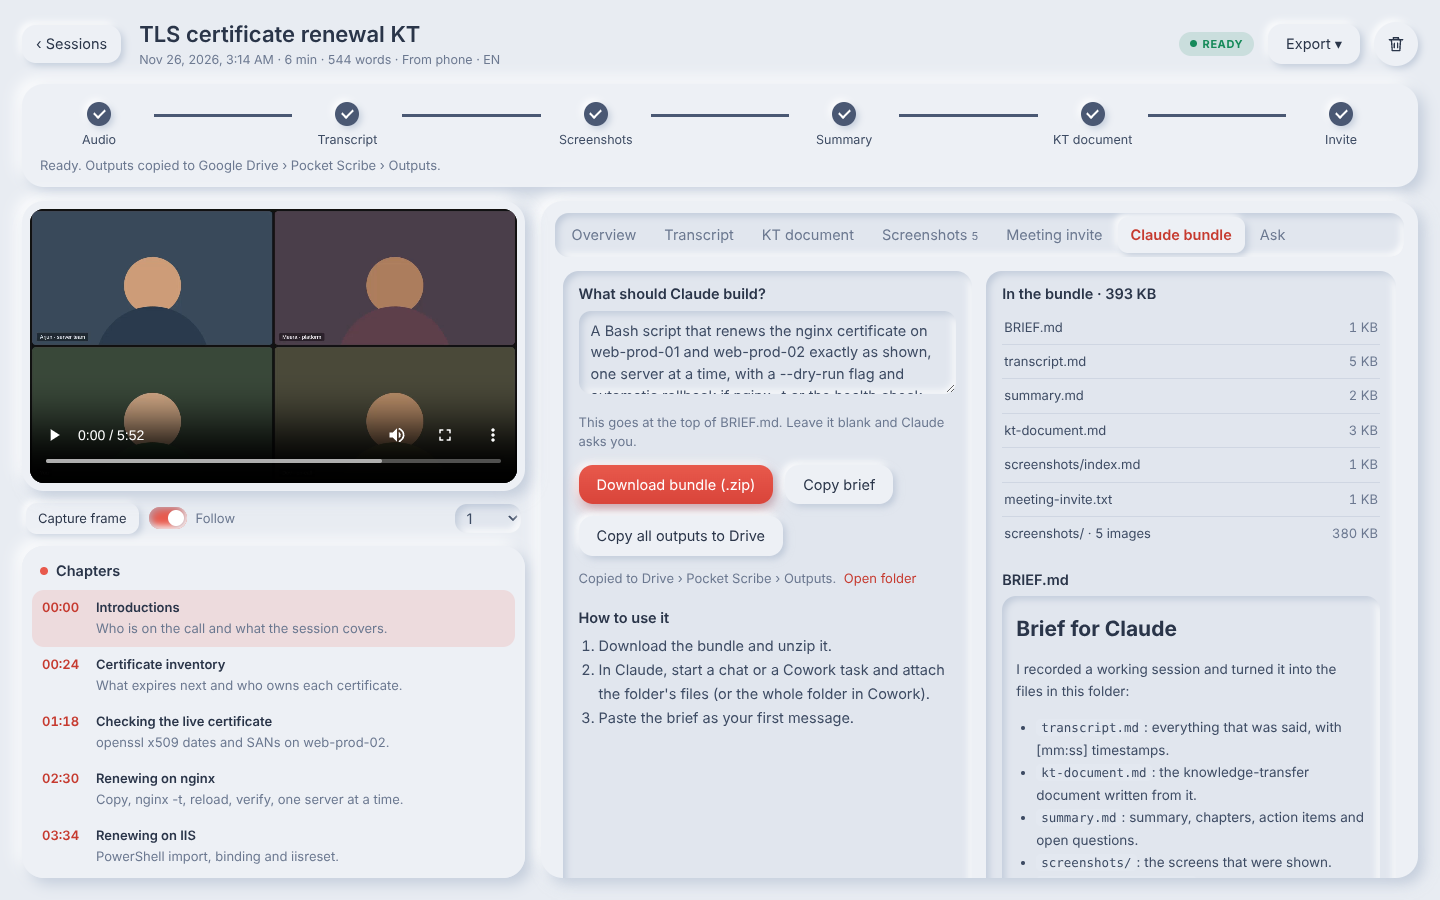 ‹ Sessions
TLS certificate renewal KT
Nov 26, 2026, 3:14 AM · 6 min · 544 words · From phone · EN
READY
Export ▾
Audio
Transcript
Screenshots
Summary
KT document
Invite
Ready. Outputs copied to Google Drive › Pocket Scribe › Outputs.
Arjun · server team
Meera · platform
0:00 / 5:52
Capture frame
Follow
1
Chapters
00:00 Introductions
Who is on the call and what the session covers.
00:24 Certificate inventory
What expires next and who owns each certificate.
01:18 Checking the live certificate
openssl x509 dates and SANs on web-prod-02.
02:30 Renewing on nginx
Copy, nginx -t, reload, verify, one server at a time.
03:34 Renewing on IIS
PowerShell import, binding and iisreset.
Overview
Transcript
KT document
Screenshots 5
Meeting invite
Claude bundle
Ask
What should Claude build?
A Bash script that renews the nginx certificate on
web-prod-01 and web-prod-02 exactly as shown,
one server at a time, with a --dry-run flag and
automatic rollback if nginx -t or the health check
This goes at the top of BRIEF.md. Leave it blank and Claude
asks you.
Download bundle (.zip)
Copy brief
Copy all outputs to Drive
Copied to Drive › Pocket Scribe › Outputs. Open folder
How to use it
1. Download the bundle and unzip it.
2. In Claude, start a chat or a Cowork task and attach
the folder's files (or the whole folder in Cowork).
3. Paste the brief as your first message.
In the bundle · 393 KB
BRIEF.md 1 KB
transcript.md 5 KB
summary.md 2 KB
kt-document.md 3 KB
screenshots/index.md 1 KB
meeting-invite.txt 1 KB
screenshots/ · 5 images 380 KB
BRIEF.md
Brief for Claude
I recorded a working session and turned it into the
files in this folder:
• transcript.md : everything that was said, with
[mm:ss] timestamps.
• kt-document.md : the knowledge-transfer
document written from it.
• summary.md : summary, chapters, action items and
open questions.
• screenshots/ : the screens that were shown.